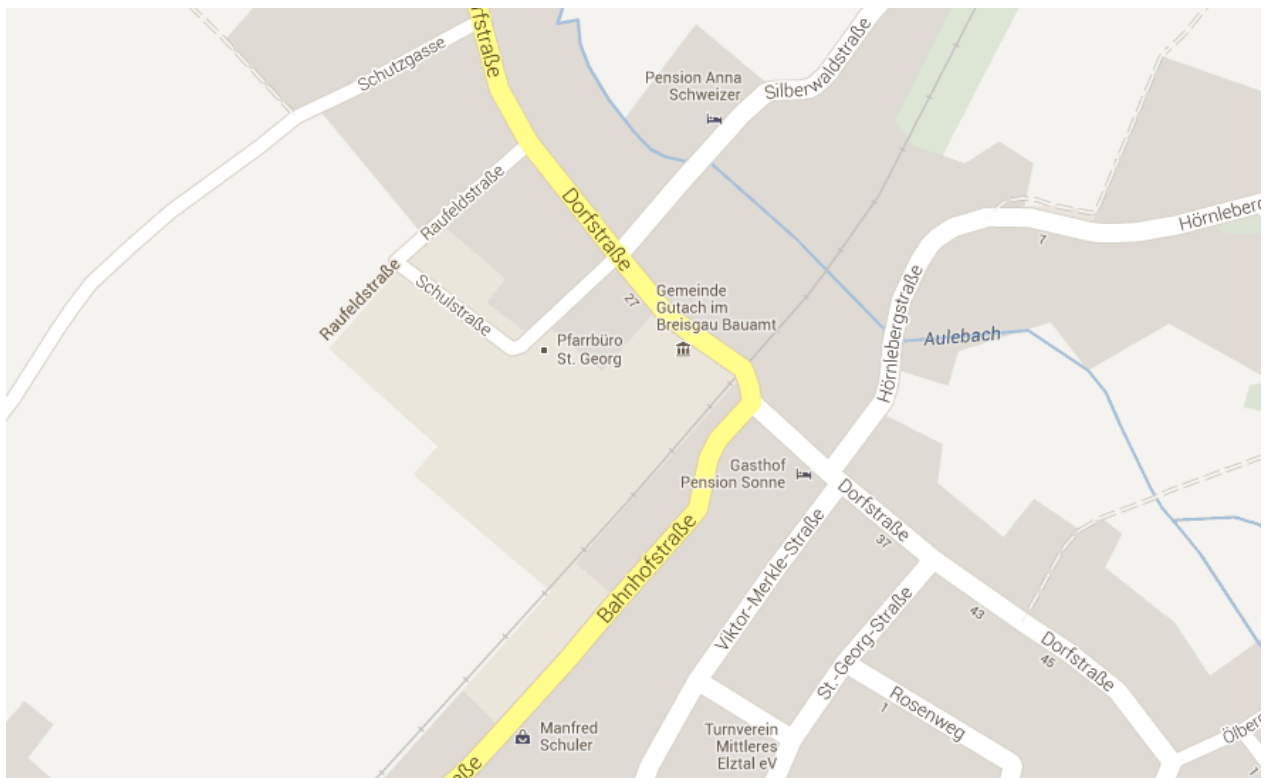 Dorfstraße
Schutzgasse
Pension Anna
Schweizer
Silberwaldstraße
Raufeldstraße
Dorfstraße
Hörnleberg
7
Raufeldstraße
Schulstraße
27
Gemeinde
Gutach im
Breisgau Bauamt
Hörnlebergstraße
Aulebach
Pfarrbüro
St. Georg
Gasthof
Pension Sonne
Dorfstraße
37
Bahnhofstraße
Viktor-Merkle-Straße
St.-Georg-Straße
43
45
Dorfstraße
Rosenweg
1
Manfred
Schuler
Turnverein
Mittleres
Elztal eV
Ölberg
1
straße